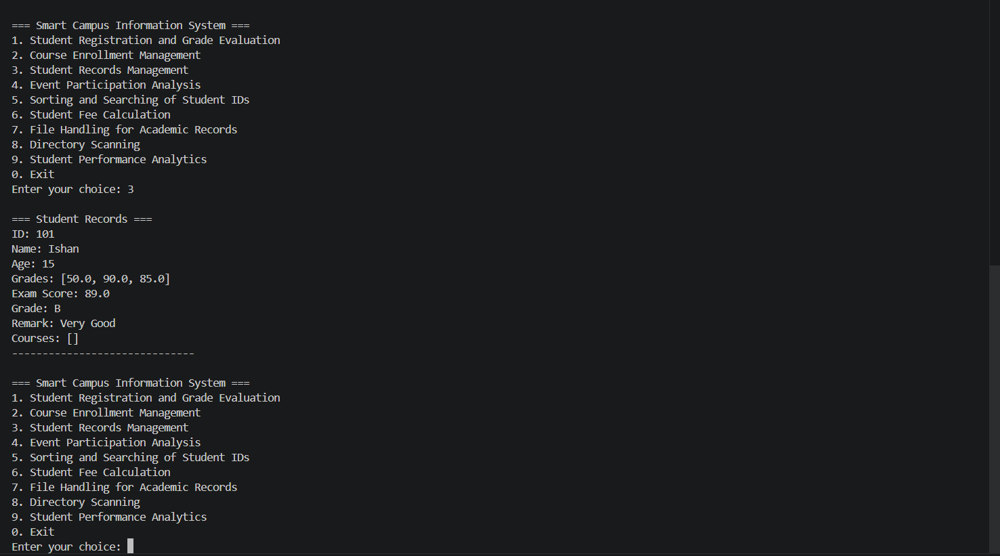 === Smart Campus Information System ===
1. Student Registration and Grade Evaluation
2. Course Enrollment Management
3. Student Records Management
4. Event Participation Analysis
5. Sorting and Searching of Student IDs
6. Student Fee Calculation
7. File Handling for Academic Records
8. Directory Scanning
9. Student Performance Analytics
0. Exit
Enter your choice: 3

=== Student Records ===
ID: 101
Name: Ishan
Age: 15
Grades: [50.0, 90.0, 85.0]
Exam Score: 89.0
Grade: B
Remark: Very Good
Courses: []
------------------------------

=== Smart Campus Information System ===
1. Student Registration and Grade Evaluation
2. Course Enrollment Management
3. Student Records Management
4. Event Participation Analysis
5. Sorting and Searching of Student IDs
6. Student Fee Calculation
7. File Handling for Academic Records
8. Directory Scanning
9. Student Performance Analytics
0. Exit
Enter your choice: